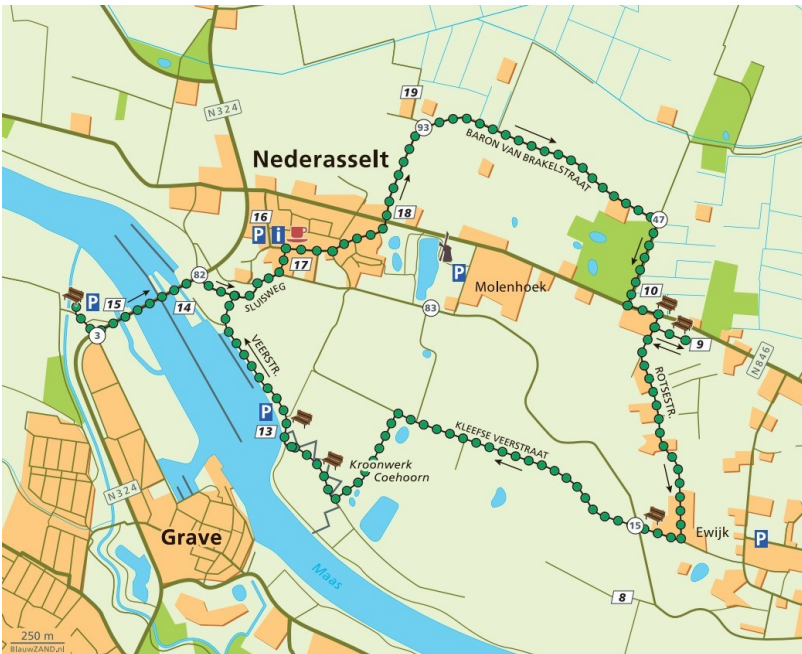 19
N324
93
BARON VAN BRAKELSTRAAT
Nederasselt
16
18
47
P
i
17
82
P
Molenhoek
10
P
15
14
SLUISWEG
83
3
9
VEERSTR.
N846
ROTSESTR.
P
13
KLEEFSE VEERSTRAAT
Kroonwerk
Coehoorn
N324
15
Ewijk
P
Grave
Maas
8
250 m
BlauwZAND.nl